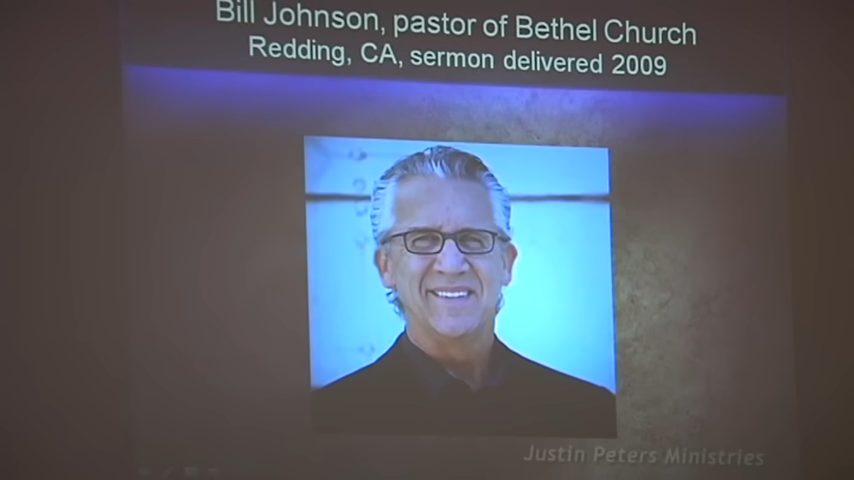 Bill Johnson, pastor of Bethel Church
Redding, CA, sermon delivered 2009
Justin Peters Ministries